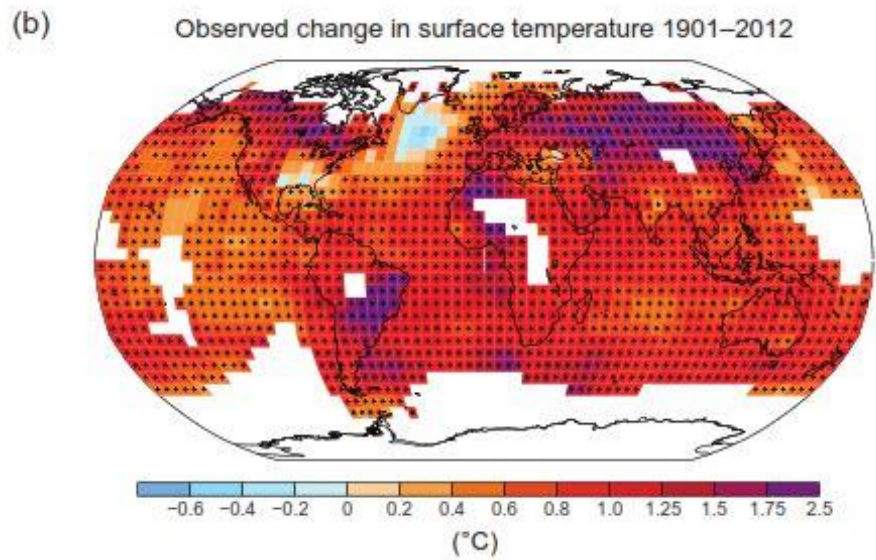 (b)
Observed change in surface temperature 1901–2012
−0.6 −0.4 −0.2 0 0.2 0.4 0.6 0.8 1.0 1.25 1.5 1.75 2.5
(°C)